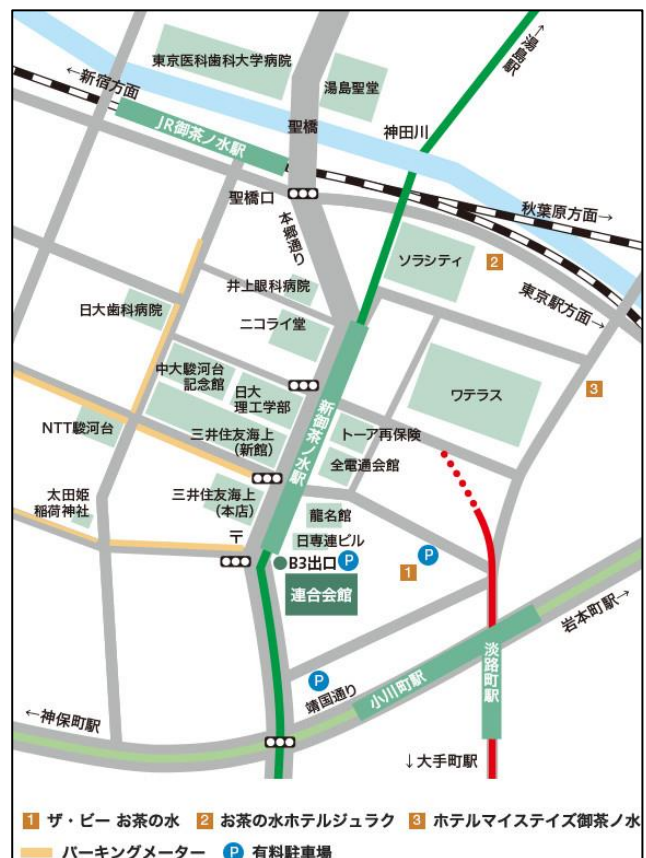 東京医科歯科大学病院
→湯島駅
←新宿方面
湯島聖堂
JR御茶ノ水駅
聖橋
神田川
聖橋口
本郷通り
秋葉原方面→
ソラシティ
2
井上眼科病院
東京駅方面→
日大歯科病院
ニコライ堂
中大駿河台
記念館
日大
理工学部
新御茶ノ水駅
ワテラス
3
NTT駿河台
三井住友海上
(新館)
トーア再保険
全電通会館
太田姫
稲荷神社
三井住友海上
(本店)
龍名館
〒
日専連ビル
B3出口
P
P
1
連合会館
岩本町駅→
淡路町駅
P
靖国通り
小川町駅
←神保町駅
↓大手町駅
1 ザ・ビー お茶の水 2 お茶の水ホテルジュラク 3 ホテルマイステイズ御茶ノ水
パーキングメーター P 有料駐車場